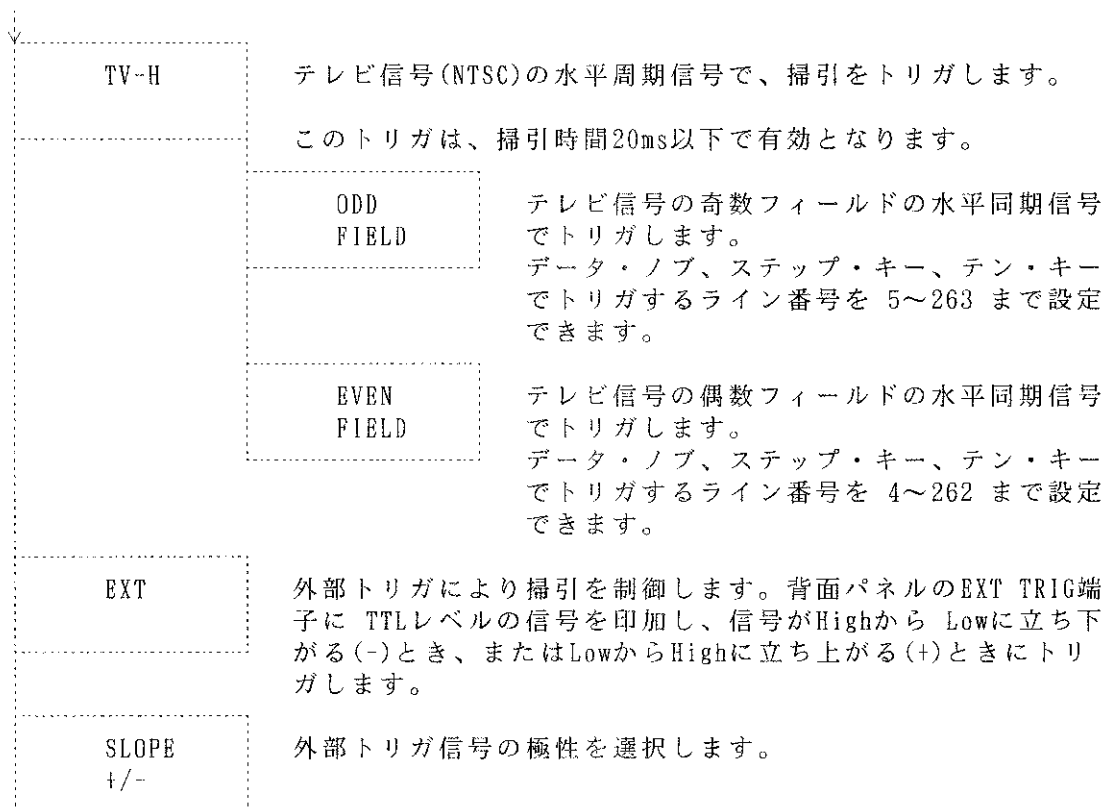 TV-H
テレビ信号(NTSC)の水平周期信号で、掃引をトリガします。
このトリガは、掃引時間20ms以下で有効となります。
ODD
FIELD
テレビ信号の奇数フィールドの水平同期信号
でトリガします。
データ・ノブ、ステップ・キー、テン・キー
でトリガするライン番号を 5～263 まで設定
できます。
EVEN
FIELD
テレビ信号の偶数フィールドの水平同期信号
でトリガします。
データ・ノブ、ステップ・キー、テン・キー
でトリガするライン番号を 4～262 まで設定
できます。
EXT
外部トリガにより掃引を制御します。背面パネルのEXT TRIG端
子に TTLレベルの信号を印加し、信号がHighから Lowに立ち下
がる(-)とき、またはLowからHighに立ち上がる(+)ときにトリ
ガします。
SLOPE
+/-
外部トリガ信号の極性を選択します。